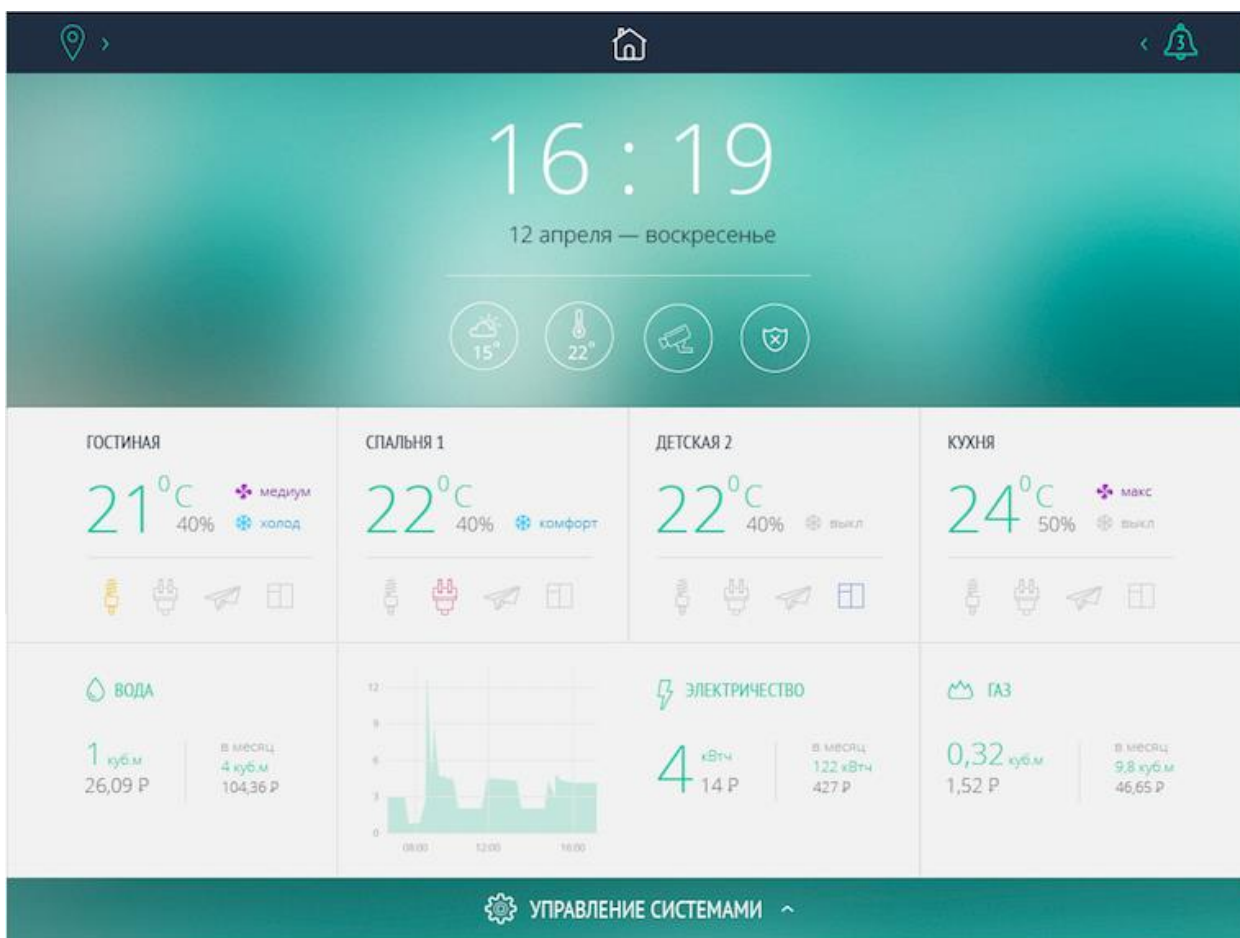 3
16 : 19
12 апреля — воскресенье
15°
22°
ГОСТИНАЯ
21°C
40%
медиум
холод
СПАЛЬНЯ 1
22°C
40%
комфорт
ДЕТСКАЯ 2
22°C
40%
выкл
КУХНЯ
24°C
50%
макс
выкл
ВОДА
1 куб.м
26,09 Р
в месяц
4 куб.м
104,36 Р
12
9
6
3
0
08:00 12:00 16:00
ЭЛЕКТРИЧЕСТВО
4 кВтч
14 Р
в месяц
122 кВтч
427 Р
ГАЗ
0,32 куб.м
1,52 Р
в месяц
9,8 куб.м
46,65 Р
УПРАВЛЕНИЕ СИСТЕМАМИ